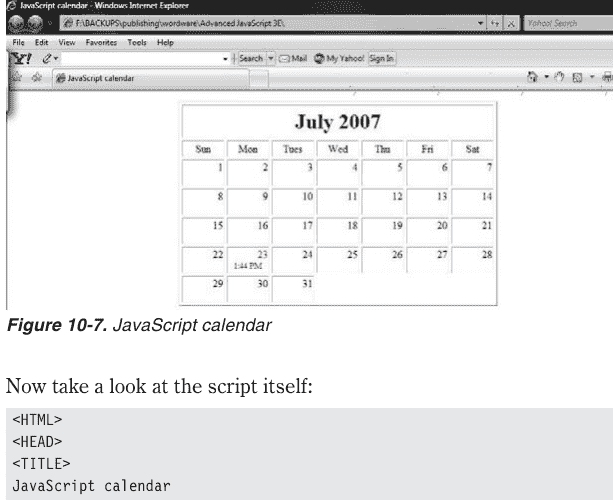 JavaScript calendar - Windows Internet Explorer
F:\BACKUPS\publishing\wordware\Advanced JavaScript 3E\
Yahoo! Search
File Edit View Favorites Tools Help
Y! Search Mail My Yahoo! Sign In
JavaScript calendar
July 2007
Sun Mon Tues Wed Thu Fri Sat
1 2 3 4 5 6 7
8 9 10 11 12 13 14
15 16 17 18 19 20 21
22 23 24 25 26 27 28
1:44 PM
29 30 31
Figure 10-7. JavaScript calendar
Now take a look at the script itself:
<HTML>
<HEAD>
<TITLE>
JavaScript calendar